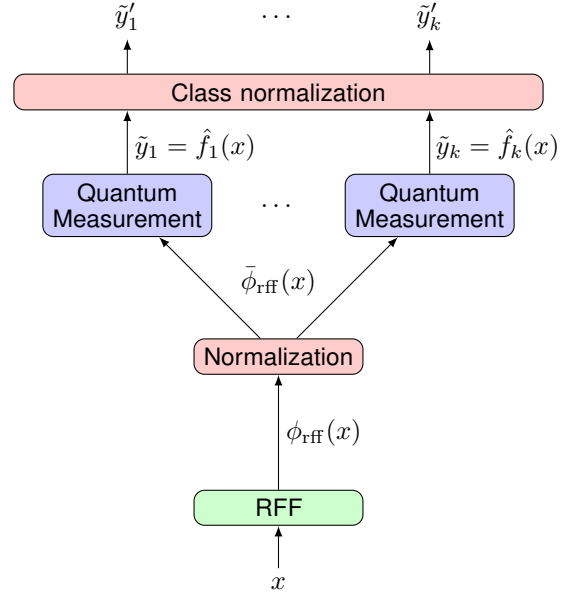 ỹ′₁ ⋯ ỹ′ₖ
Class normalization
ỹ₁ = f̂₁(x) ỹₖ = f̂ₖ(x)
Quantum
Measurement
⋯
Quantum
Measurement
ϕ̄_rff(x)
Normalization
ϕ_rff(x)
RFF
x